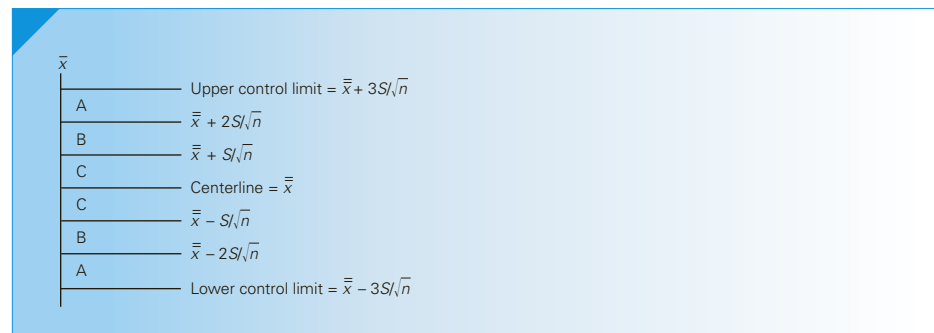 x̄
Upper control limit = x̿ + 3S/√n
A
x̿ + 2S/√n
B
x̿ + S/√n
C
Centerline = x̿
C
x̿ – S/√n
B
x̿ – 2S/√n
A
Lower control limit = x̿ – 3S/√n